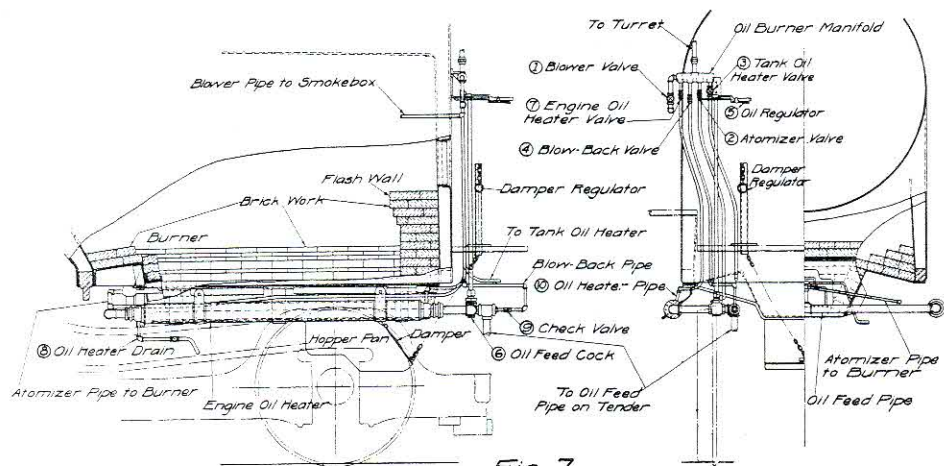 To Turret
Oil Burner Manifold
① Blower Valve
③ Tank Oil
Heater Valve
Blower Pipe to Smokebox
⑦ Engine Oil
Heater Valve
⑤ Oil Regulator
② Atomizer Valve
④ Blow-Back Valve
Damper
Regulator
Flash Wall
Damper Regulator
Brick Work
Burner
To Tank Oil Heater
Blow-Back Pipe
⑩ Oil Heater Pipe
⑨ Check Valve
Hopper Pan
Damper
⑧ Oil Heater Drain
⑥ Oil Feed Cock
Atomizer Pipe
to Burner
Atomizer Pipe to Burner
Engine Oil Heater
To Oil Feed
Pipe on Tender
Oil Feed Pipe